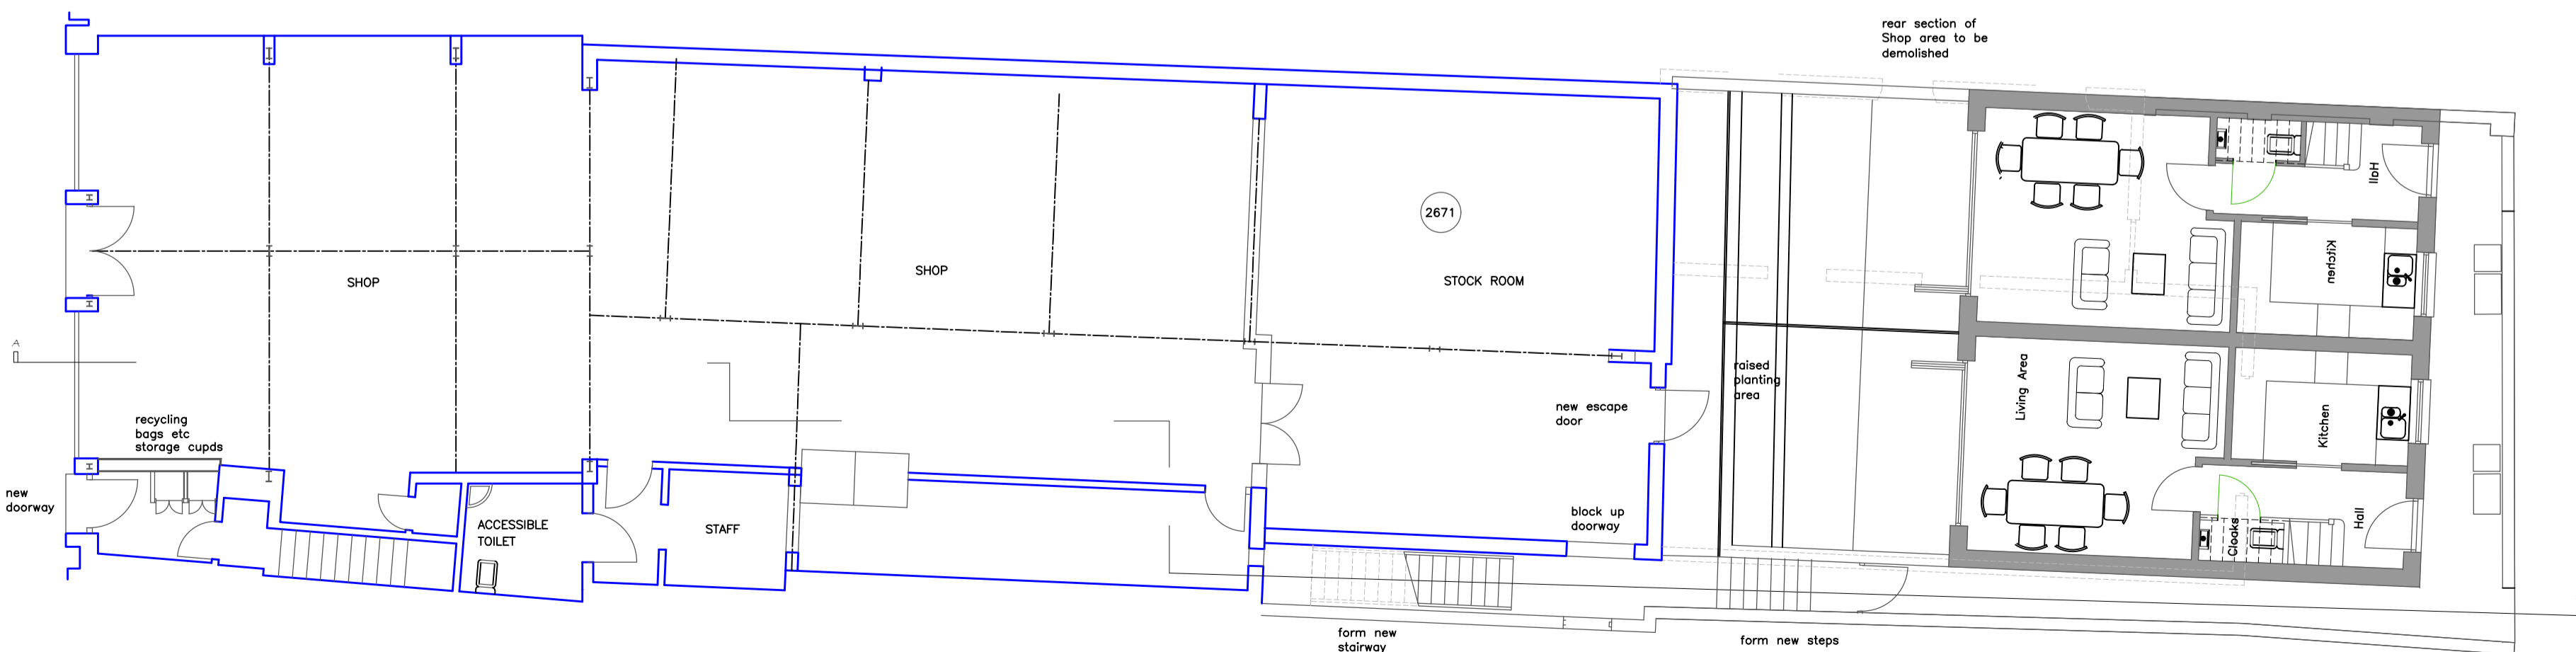 rear section of
Shop area to be
demolished
Hall
2671
Kitchen
SHOP
SHOP
STOCK ROOM
A
raised
planting
area
Living Area
recycling
bags etc
storage cupds
new escape
door
Kitchen
new
doorway
ACCESSIBLE
TOILET
STAFF
block up
doorway
Hall
Cloaks
form new
stairway
form new steps